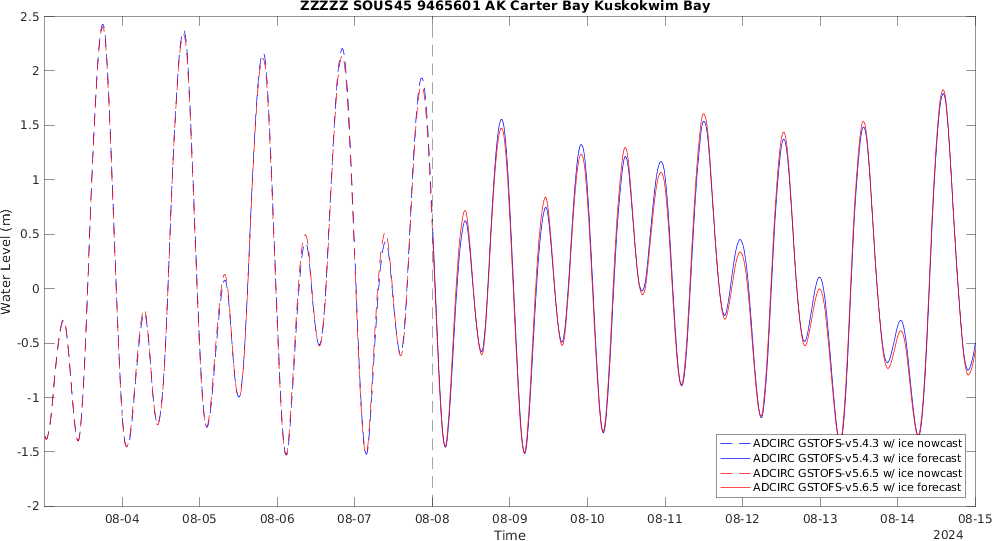 ZZZZZ SOUS45 9465601 AK Carter Bay Kuskokwim Bay
2.5
2
1.5
1
0.5
0
-0.5
-1
-1.5
-2
Water Level (m)
08-04 08-05 08-06 08-07 08-08 08-09 08-10 08-11 08-12 08-13 08-14 08-15
Time
2024
ADCIRC GSTOFS-v5.4.3 w/ ice nowcast
ADCIRC GSTOFS-v5.4.3 w/ ice forecast
ADCIRC GSTOFS-v5.6.5 w/ ice nowcast
ADCIRC GSTOFS-v5.6.5 w/ ice forecast